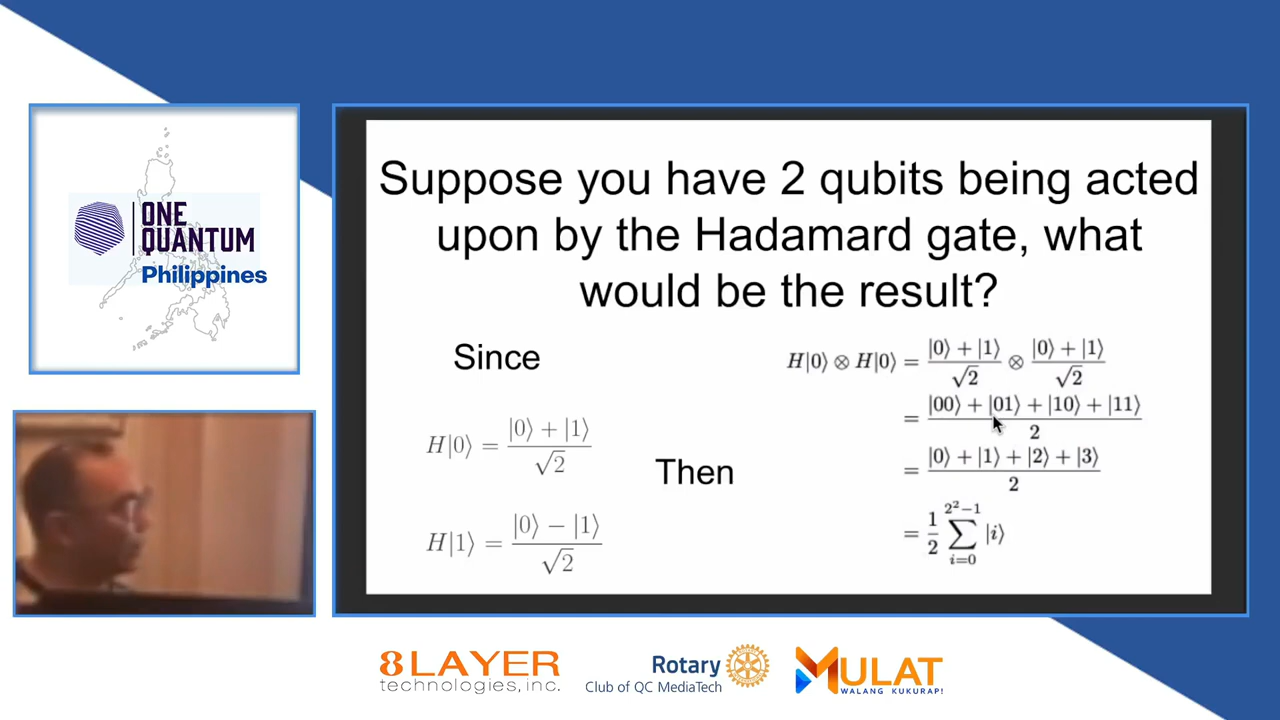 ONE
QUANTUM
Philippines
Suppose you have 2 qubits being acted
upon by the Hadamard gate, what
would be the result?
Since
H|0⟩ = (|0⟩ + |1⟩)/√2
H|1⟩ = (|0⟩ − |1⟩)/√2
Then
H|0⟩ ⊗ H|0⟩ = (|0⟩ + |1⟩)/√2 ⊗ (|0⟩ + |1⟩)/√2
= (|00⟩ + |01⟩ + |10⟩ + |11⟩)/2
= (|0⟩ + |1⟩ + |2⟩ + |3⟩)/2
= 1/2 ∑_{i=0}^{2²−1} |i⟩
8LAYER
technologies, inc.
Rotary
Club of QC MediaTech
MULAT
WALANG KUKURAP!